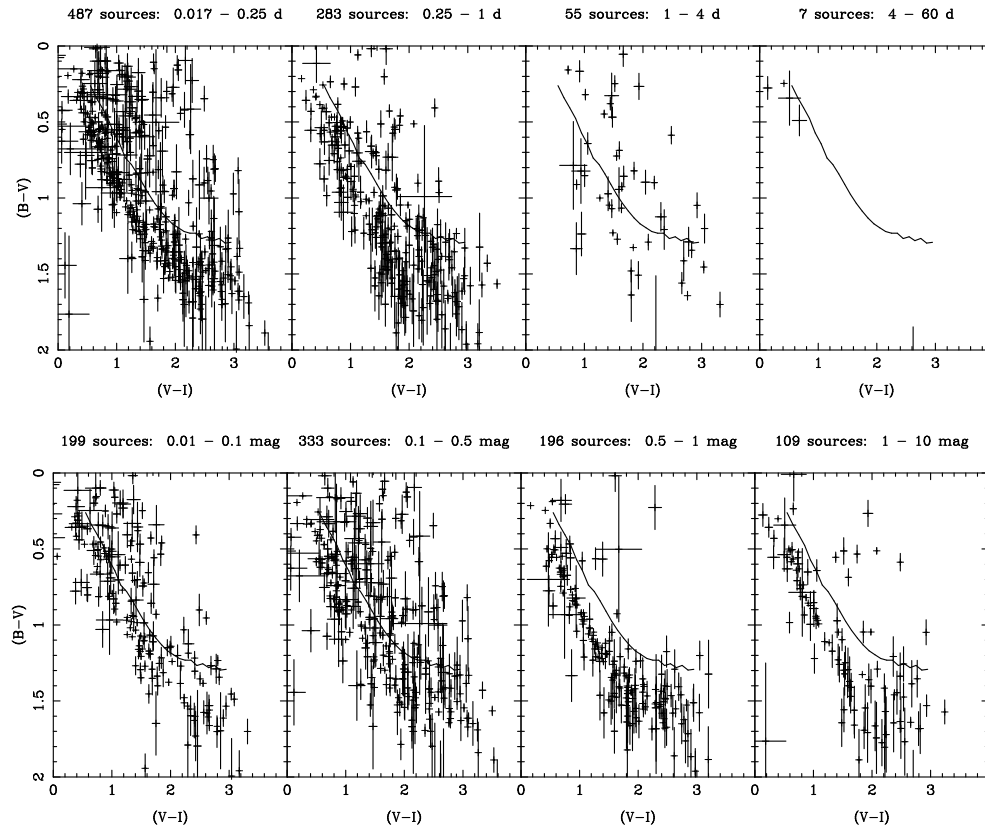 487 sources: 0.017 – 0.25 d
283 sources: 0.25 – 1 d
55 sources: 1 – 4 d
7 sources: 4 – 60 d
0
0.5
1
1.5
2
(B–V)
0 1 2 3
0 1 2 3
0 1 2 3
0 1 2 3
(V–I)
(V–I)
(V–I)
(V–I)
199 sources: 0.01 – 0.1 mag
333 sources: 0.1 – 0.5 mag
196 sources: 0.5 – 1 mag
109 sources: 1 – 10 mag
0
0.5
1
1.5
2
(B–V)
0 1 2 3
0 1 2 3
0 1 2 3
0 1 2 3
(V–I)
(V–I)
(V–I)
(V–I)